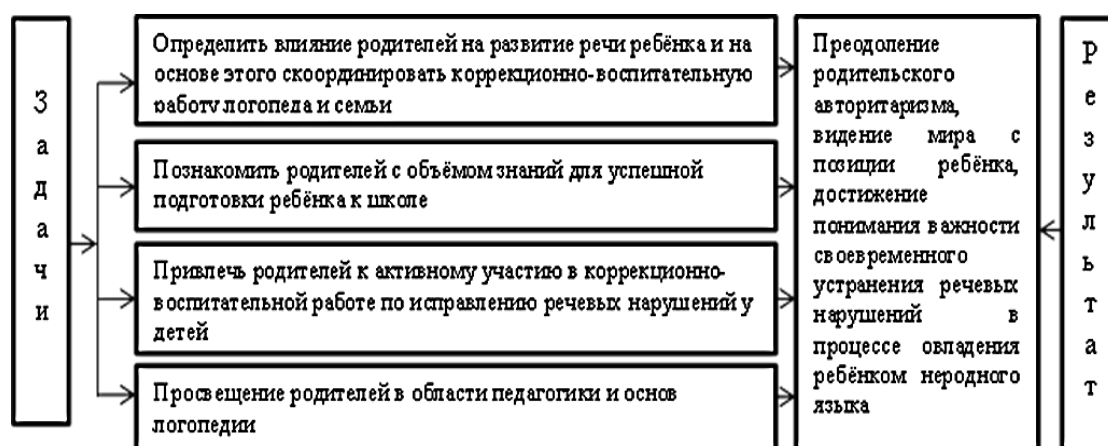 Задачи
Определить влияние родителей на развитие речи ребёнка и на
основе этого скоординировать коррекционно-воспитательную
работу логопеда и семьи
Познакомить родителей с объёмом знаний для успешной
подготовки ребёнка к школе
Привлечь родителей к активному участию в коррекционно-
воспитательной работе по исправлению речевых нарушений у
детей
Просвещение родителей в области педагогики и основ
логопедии
Преодоление
родительского
авторитаризма,
видение мира с
позиции ребёнка,
достижение
понимания важности
своевременного
устранения речевых
нарушений в
процессе овладения
ребёнком неродного
языка
Результат